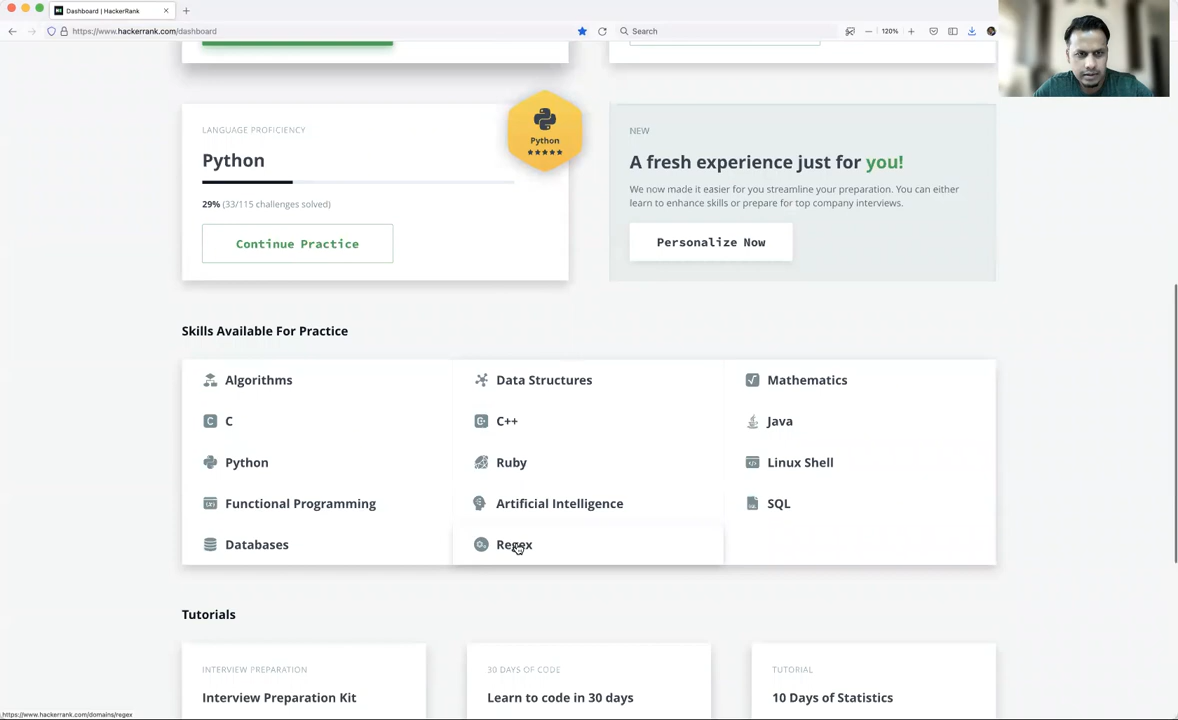 Dashboard | HackerRank
https://www.hackerrank.com/dashboard
Search
120%
LANGUAGE PROFICIENCY
Python
29% (33/115 challenges solved)
Continue Practice
Python
★★★★★
NEW
A fresh experience just for you!
We now made it easier for you streamline your preparation. You can either
learn to enhance skills or prepare for top company interviews.
Personalize Now
Skills Available For Practice
Algorithms
Data Structures
Mathematics
C
C++
Java
Python
Ruby
Linux Shell
Functional Programming
Artificial Intelligence
SQL
Databases
Regex
Tutorials
INTERVIEW PREPARATION
Interview Preparation Kit
30 DAYS OF CODE
Learn to code in 30 days
TUTORIAL
10 Days of Statistics
https://www.hackerrank.com/domains/regex